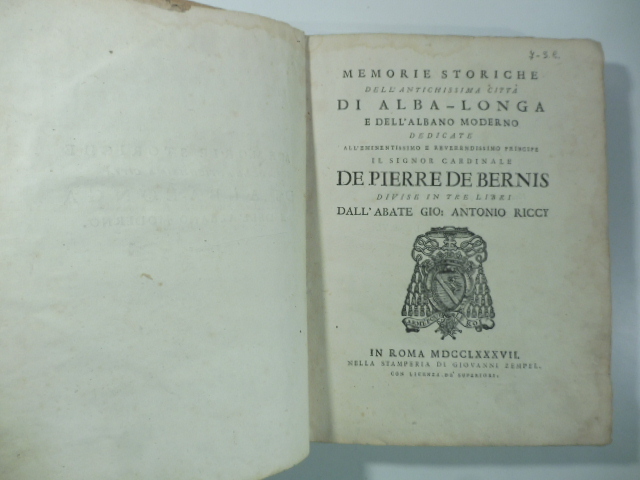 MEMORIE STORICHE
DELL'ANTICHISSIMA CITTÀ
DI ALBA-LONGA
E DELL'ALBANO MODERNO
DEDICATE
ALL'EMINENTISSIMO E REVERENDISSIMO PRINCIPE
IL SIGNOR CARDINALE
DE PIERRE DE BERNIS
DIVISE IN TRE LIBRI
DALL'ABATE GIO: ANTONIO RICCY
IN ROMA MDCCLXXXVII.
NELLA STAMPERIA DI GIOVANNI ZEMPEL.
CON LICENZA DE' SUPERIORI.